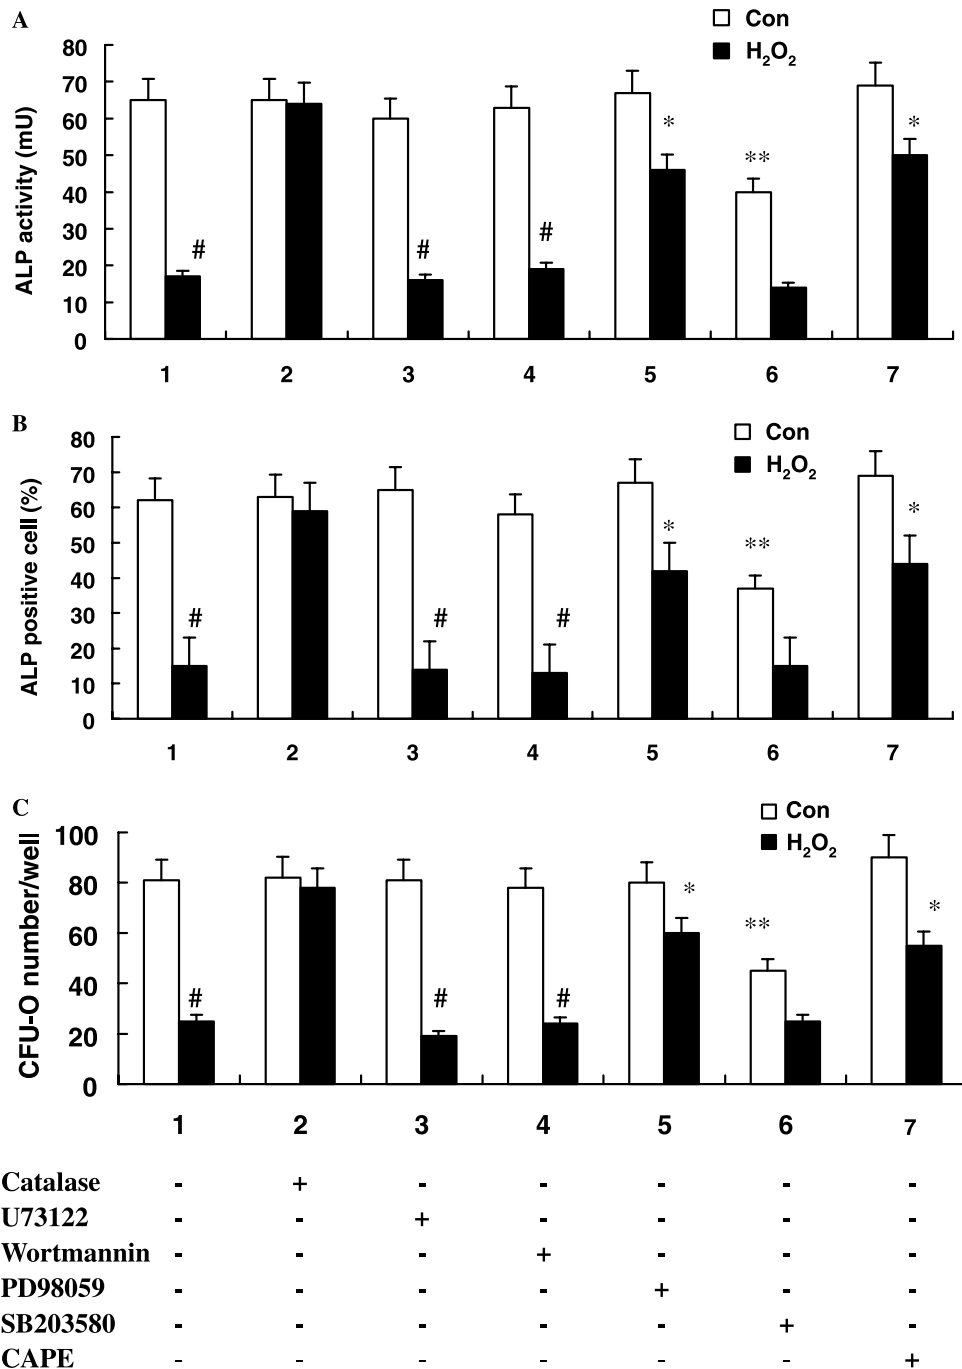 A
Con
H₂O₂
ALP activity (mU)
80
70
60
50
40
30
20
10
0
#
#
#
*
**
*
1 2 3 4 5 6 7
B
Con
H₂O₂
ALP positive cell (%)
80
70
60
50
40
30
20
10
0
#
#
#
*
**
*
1 2 3 4 5 6 7
C
Con
H₂O₂
CFU-O number/well
100
80
60
40
20
0
#
#
#
*
**
*
1 2 3 4 5 6 7
Catalase - + - - - - -
U73122 - - + - - - -
Wortmannin - - - + - - -
PD98059 - - - - + - -
SB203580 - - - - - + -
CAPE - - - - - - +